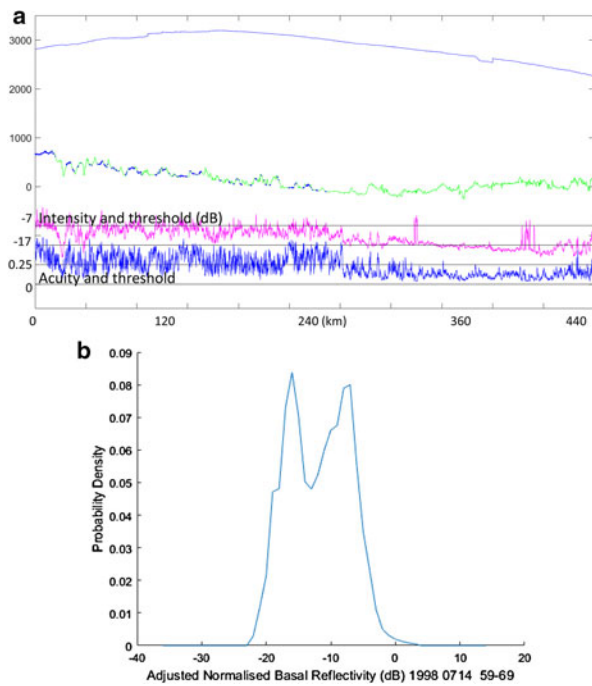 a
3000
2000
1000
0
-7 Intensity and threshold (dB)
-17
0.25
Acuity and threshold
0
0 120 240 (km) 360 440
b
0.09
0.08
0.07
0.06
0.05
0.04
0.03
0.02
0.01
0
-40 -30 -20 -10 0 10 20
Probability Density
Adjusted Normalised Basal Reflectivity (dB) 1998 0714 59-69